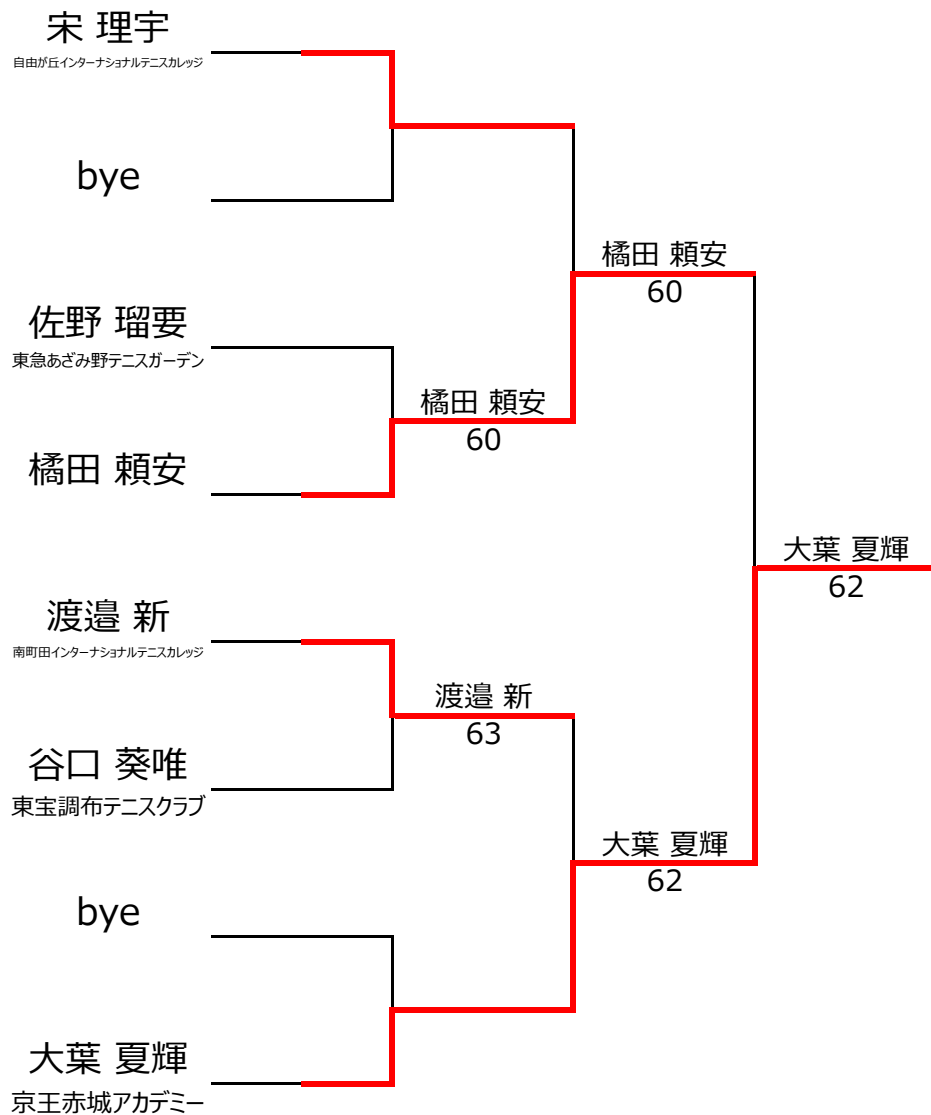 宋 理宇
自由が丘インターナショナルテニスカレッジ
bye
橘田 頼安
60
佐野 瑠要
東急あざみ野テニスガーデン
橘田 頼安
60
橘田 頼安
大葉 夏輝
62
渡邉 新
南町田インターナショナルテニスカレッジ
渡邉 新
63
谷口 葵唯
東宝調布テニスクラブ
大葉 夏輝
62
bye
大葉 夏輝
京王赤城アカデミー